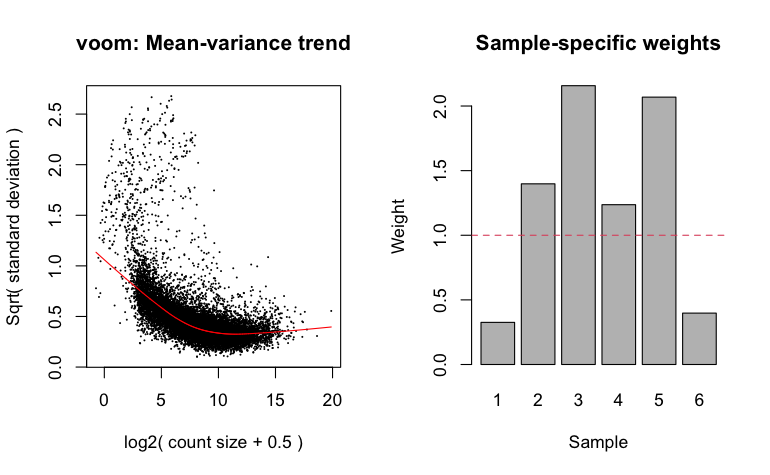 voom: Mean-variance trend
Sqrt( standard deviation )
2.5
2.0
1.5
1.0
0.5
0.0
0 5 10 15 20
log2( count size + 0.5 )
Sample-specific weights
Weight
2.0
1.5
1.0
0.5
0.0
1 2 3 4 5 6
Sample